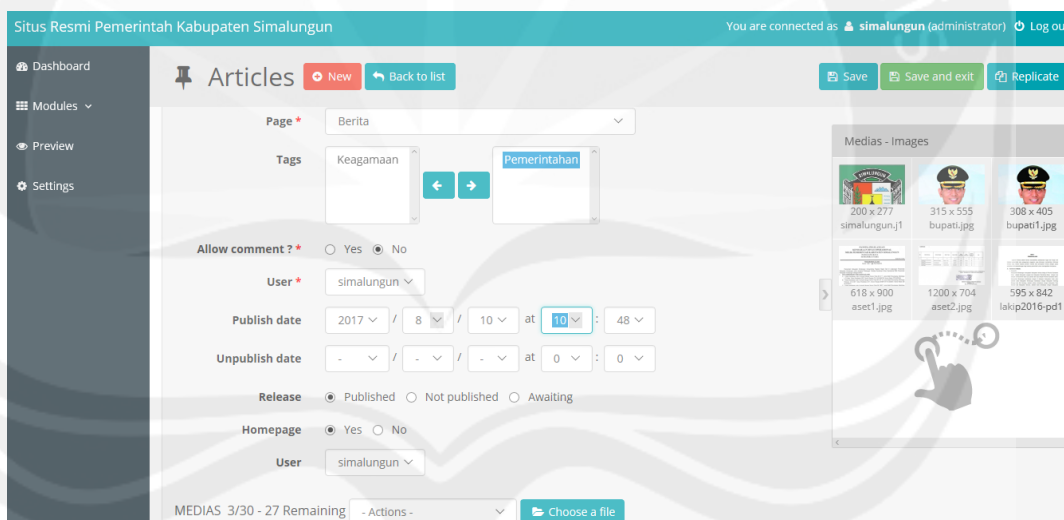 Situs Resmi Pemerintah Kabupaten Simalungun
You are connected as simalungun (administrator) Log ou
Dashboard
Modules
Preview
Settings
Articles New Back to list
Save Save and exit Replicate
Page * Berita
Tags Keagamaan Pemerintahan
Allow comment ? * Yes No
User * simalungun
Publish date 2017 / 8 / 10 at 10 : 48
Unpublish date - / - / - at 0 : 0
Release Published Not published Awaiting
Homepage Yes No
User simalungun
MEDIAS 3/30 - 27 Remaining - Actions - Choose a file
Medias - Images
200 x 277 315 x 555 308 x 405
simalungun.j1 bupati.jpg bupati1.jpg
618 x 900 1200 x 704 595 x 842
aset1.jpg aset2.jpg lakip2016-pd1